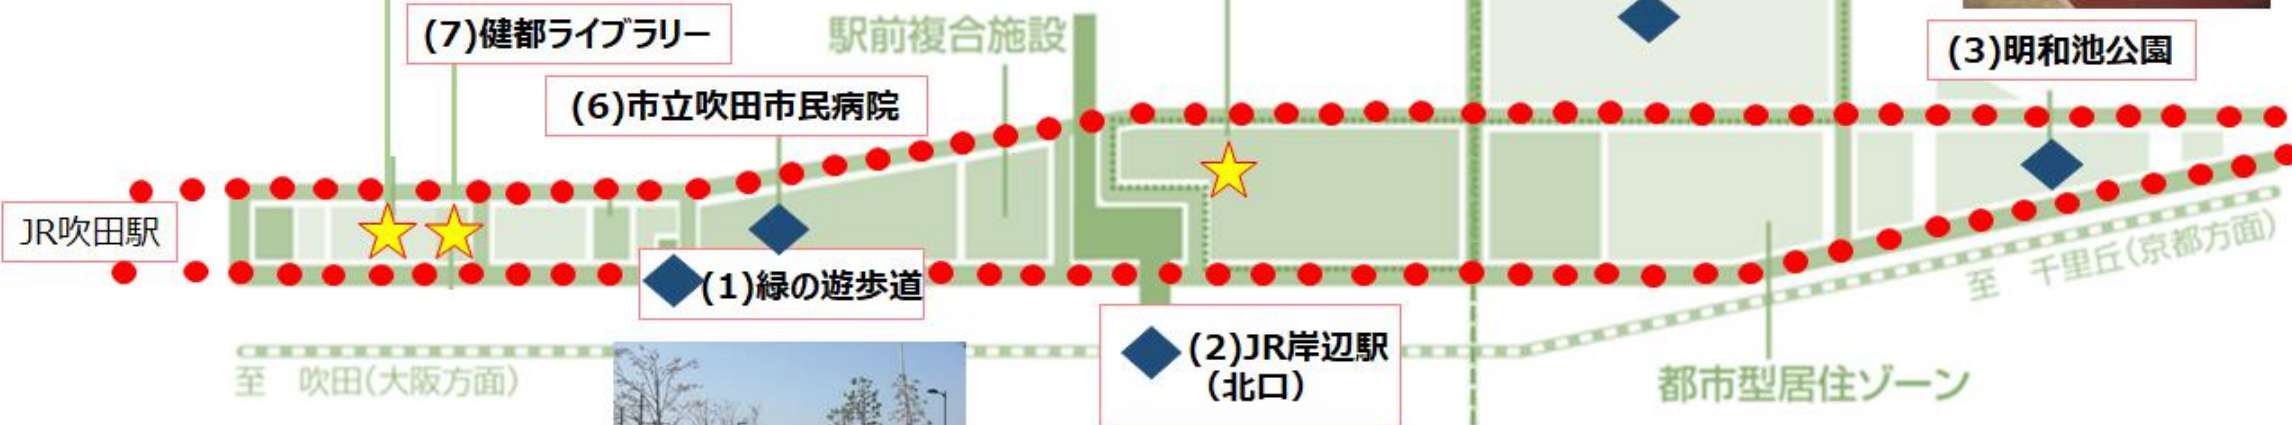 (7)健都ライブラリー
駅前複合施設
(3)明和池公園
(6)市立吹田市民病院
JR吹田駅
(1)緑の遊歩道
至 千里丘(京都方面)
(2)JR岸辺駅
(北口)
至 吹田(大阪方面)
都市型居住ゾーン